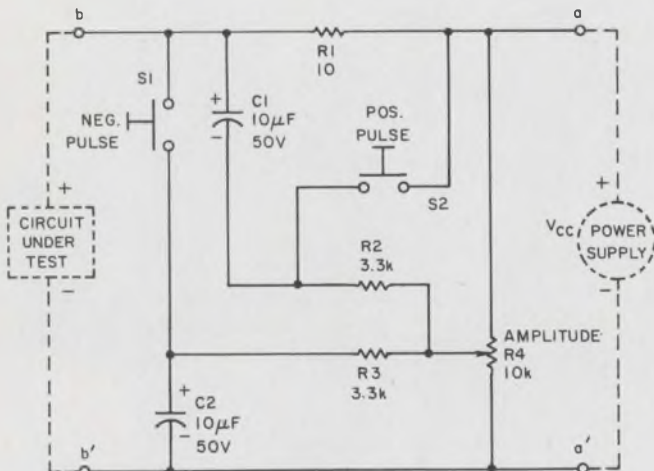 b
a
R1
10
S1
NEG.
PULSE
+
C1
10µF
50V
−
POS.
PULSE
S2
+
CIRCUIT
UNDER
TEST
−
R2
3.3k
+
VCC
POWER
SUPPLY
−
AMPLITUDE
R4
10k
R3
3.3k
+
C2
10µF
50V
−
b'
a'